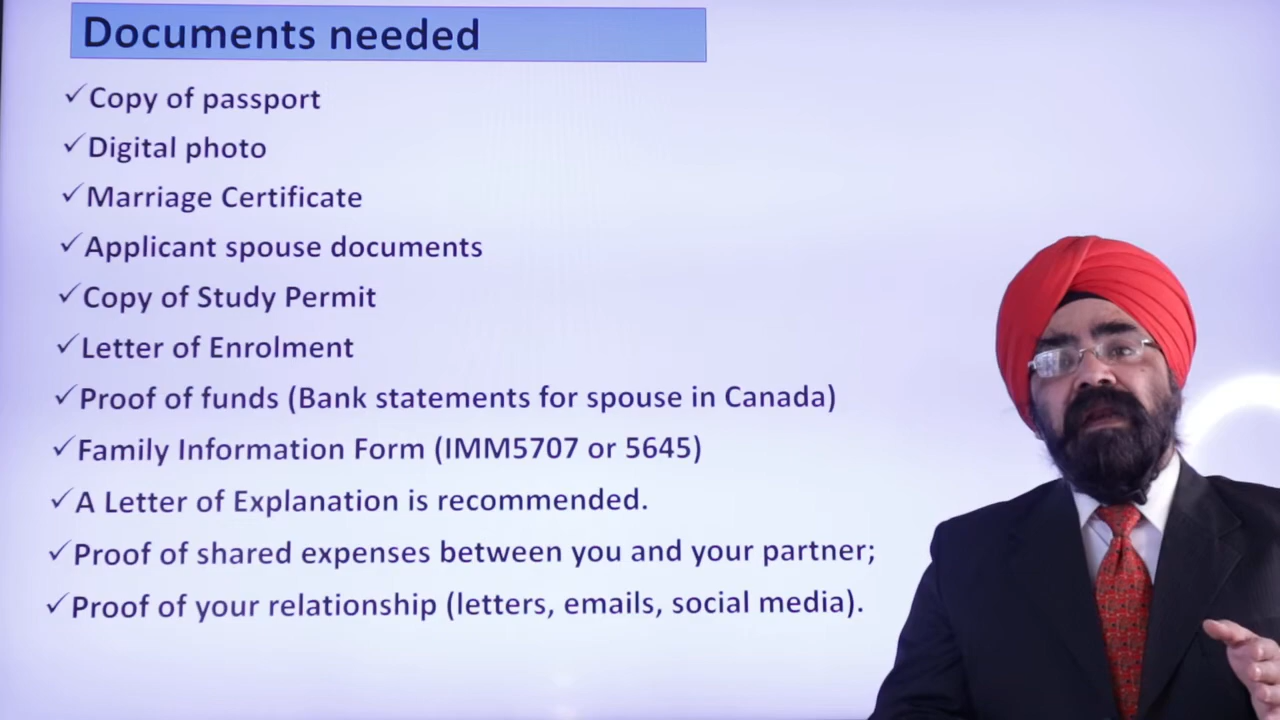 Documents needed
✓Copy of passport
✓Digital photo
✓Marriage Certificate
✓Applicant spouse documents
✓Copy of Study Permit
✓Letter of Enrolment
✓Proof of funds (Bank statements for spouse in Canada)
✓Family Information Form (IMM5707 or 5645)
✓A Letter of Explanation is recommended.
✓Proof of shared expenses between you and your partner;
✓Proof of your relationship (letters, emails, social media).